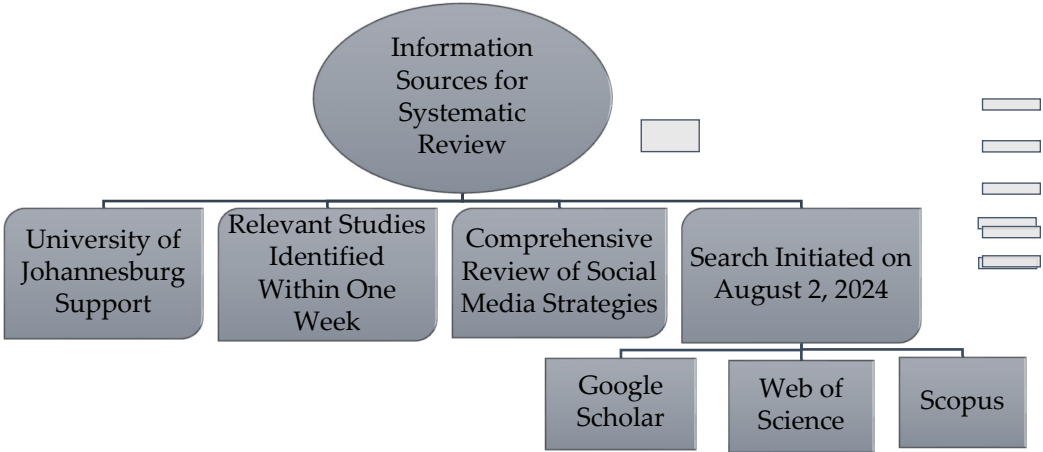 Information
Sources for
Systematic
Review
University of
Johannesburg
Support
Relevant Studies
Identified
Within One
Week
Comprehensive
Review of Social
Media Strategies
Search Initiated on
August 2, 2024
Google
Scholar
Web of
Science
Scopus